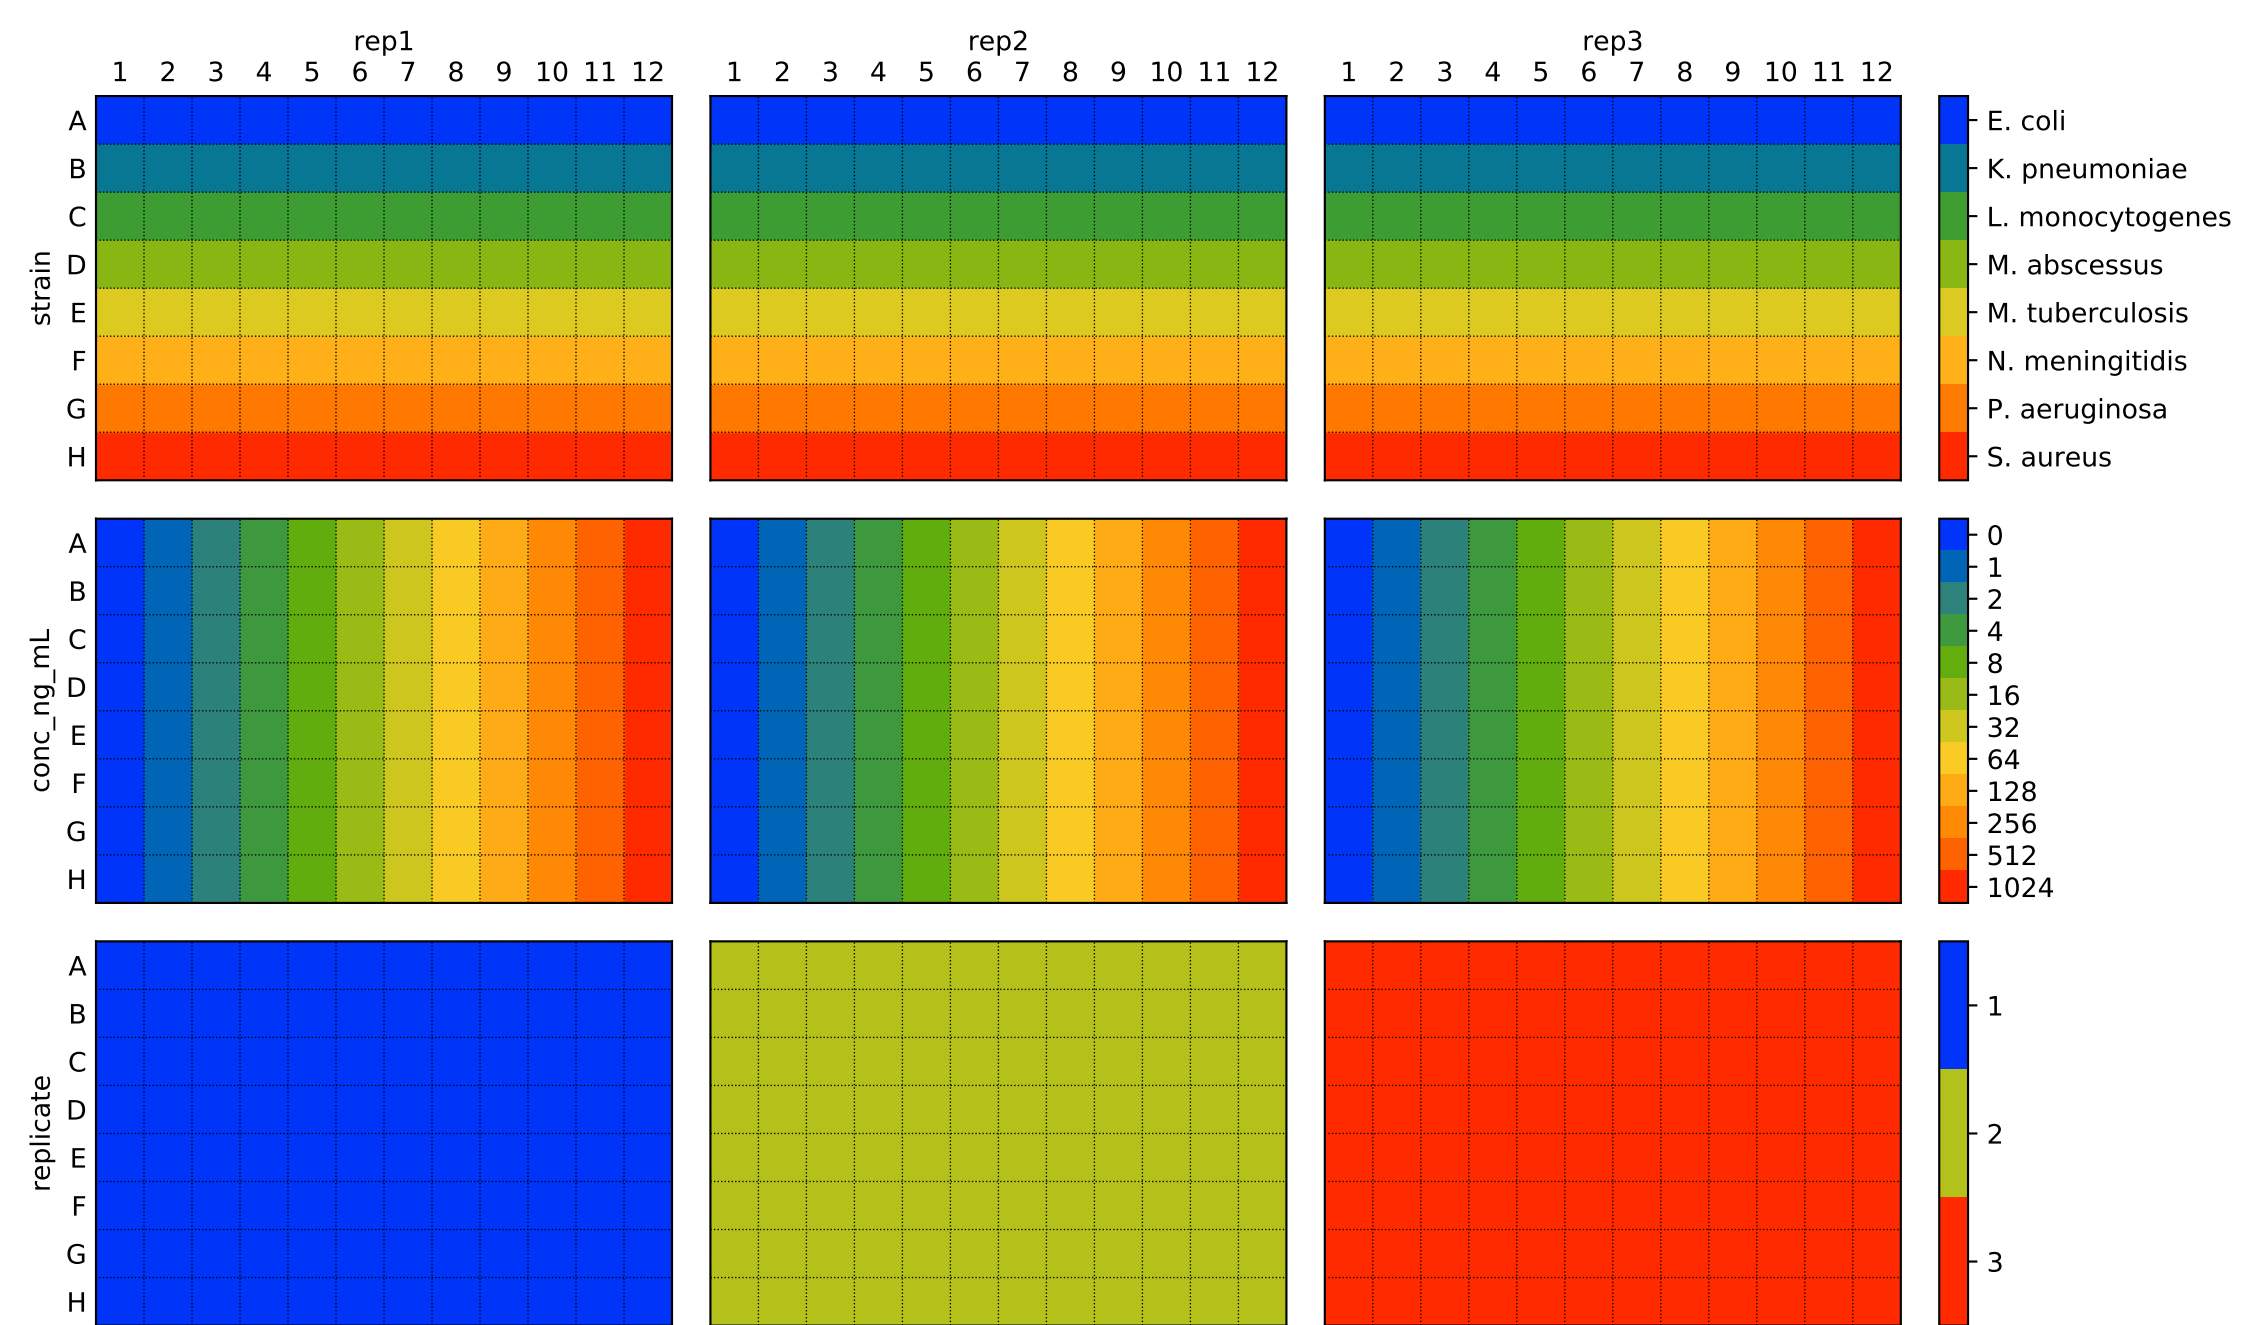 rep1 rep2 rep3
1 2 3 4 5 6 7 8 9 10 11 12 1 2 3 4 5 6 7 8 9 10 11 12 1 2 3 4 5 6 7 8 9 10 11 12
strain
A
B
C
D
E
F
G
H
E. coli
K. pneumoniae
L. monocytogenes
M. abscessus
M. tuberculosis
N. meningitidis
P. aeruginosa
S. aureus
conc_ng_mL
A
B
C
D
E
F
G
H
0
1
2
4
8
16
32
64
128
256
512
1024
replicate
A
B
C
D
E
F
G
H
1
2
3